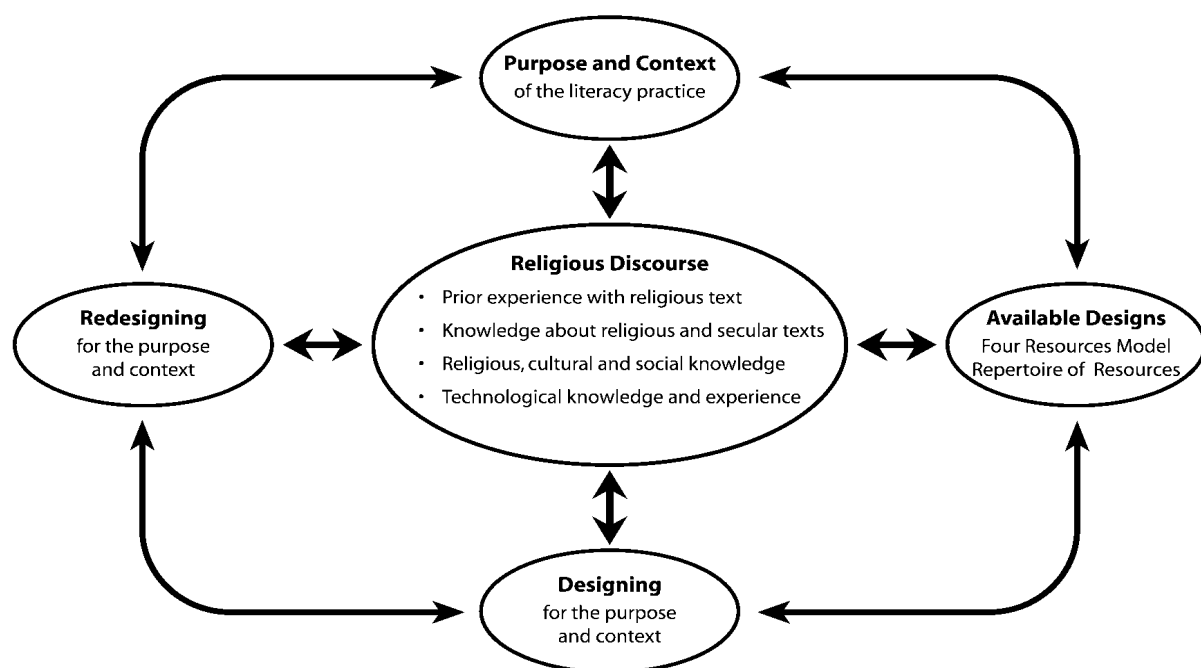 Purpose and Context
of the literacy practice
Religious Discourse
• Prior experience with religious text
• Knowledge about religious and secular texts
• Religious, cultural and social knowledge
• Technological knowledge and experience
Redesigning
for the purpose
and context
Available Designs
Four Resources Model
Repertoire of Resources
Designing
for the purpose
and context